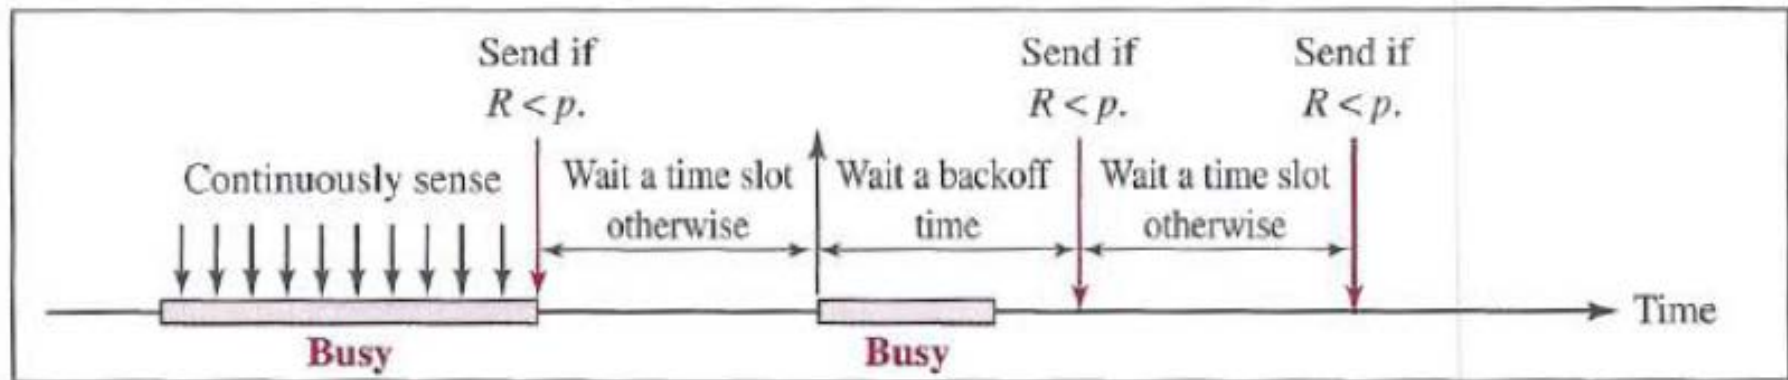 Send if
R < p.
Send if
R < p.
Send if
R < p.
Continuously sense
Wait a time slot
otherwise
Wait a backoff
time
Wait a time slot
otherwise
Time
Busy
Busy